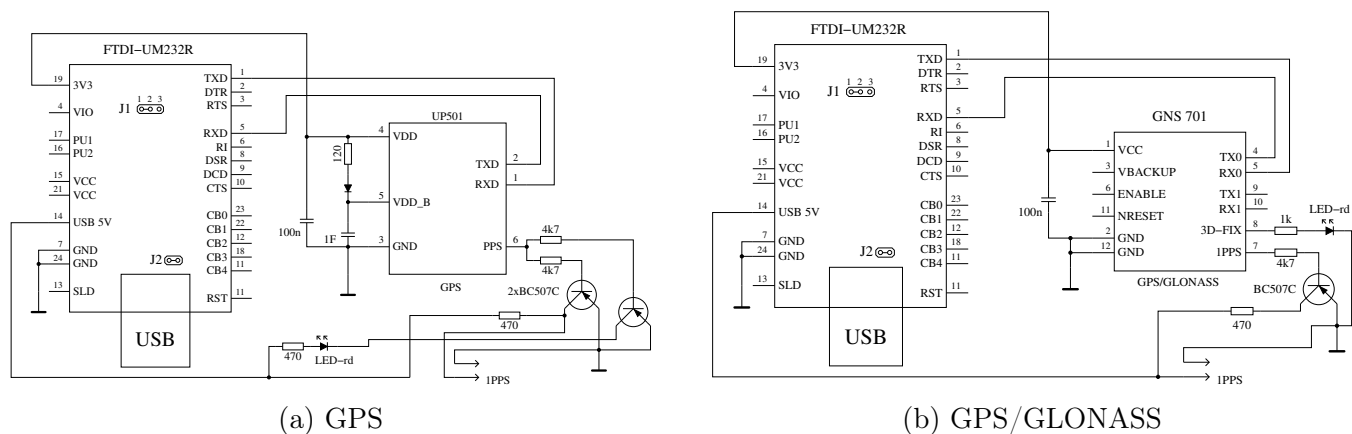 FTDI−UM232R
19
3V3
4
VIO
17
PU1
16
PU2
15
VCC
21
VCC
14
USB 5V
7
GND
24
GND
13
SLD
J1
1 2 3
J2
USB
TXD
1
DTR
2
RTS
3
RXD
5
RI
6
DSR
8
DCD
9
CTS
10
CB0
23
CB1
22
CB2
12
CB3
18
CB4
11
RST
11
100n
120
1F
UP501
4
VDD
5
VDD_B
3
GND
TXD
2
RXD
1
PPS
6
GPS
4k7
4k7
2xBC507C
470
470
LED−rd
1PPS
(a) GPS
FTDI−UM232R
19
3V3
4
VIO
17
PU1
16
PU2
15
VCC
21
VCC
14
USB 5V
7
GND
24
GND
13
SLD
J1
1 2 3
J2
USB
TXD
1
DTR
2
RTS
3
RXD
5
RI
6
DSR
8
DCD
9
CTS
10
CB0
23
CB1
22
CB2
12
CB3
18
CB4
11
RST
11
100n
GNS 701
1
VCC
3
VBACKUP
6
ENABLE
11
NRESET
2
GND
12
GND
TX0
4
RX0
5
TX1
9
RX1
10
3D−FIX
8
1PPS
7
GPS/GLONASS
1k
LED−rd
4k7
BC507C
470
1PPS
(b) GPS/GLONASS